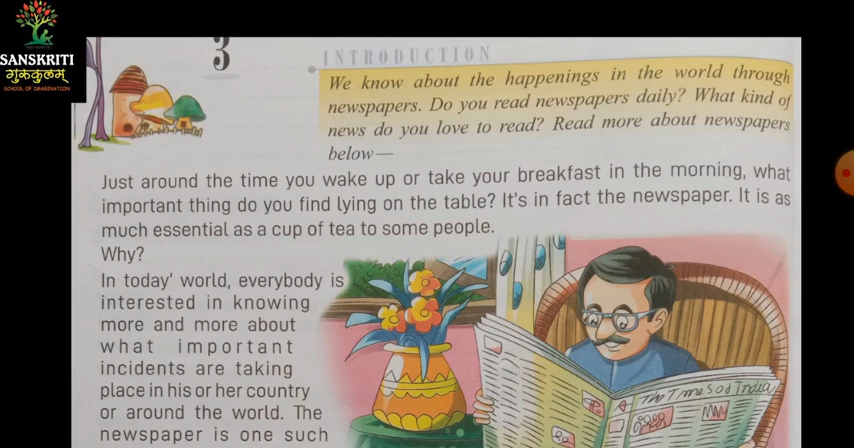 SANSKRITI
गुरुकुलम्
SCHOOL OF IMAGINATION
3
INTRODUCTION
We know about the happenings in the world through
newspapers. Do you read newspapers daily? What kind of
news do you love to read? Read more about newspapers
below—
Just around the time you wake up or take your breakfast in the morning, what
important thing do you find lying on the table? It's in fact the newspaper. It is as
much essential as a cup of tea to some people.
Why?
In today' world, everybody is
interested in knowing
more and more about
what important
incidents are taking
place in his or her country
or around the world. The
newspaper is one such